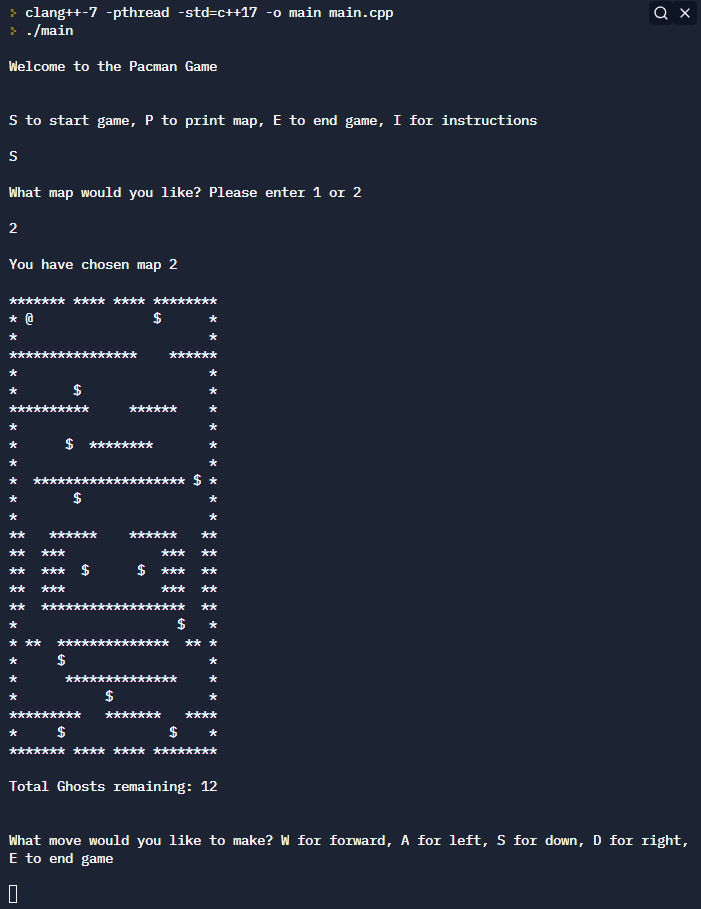 > clang++-7 -pthread -std=c++17 -o main main.cpp
> ./main
Welcome to the Pacman Game
S to start game, P to print map, E to end game, I for instructions
S
What map would you like? Please enter 1 or 2
2
You have chosen map 2
******* **** **** ********
* @               $      *
*                        *
****************    ******
*                        *
*       $                *
**********     ******    *
*                        *
*      $  ********       *
*                        *
*  ******************* $ *
*       $                *
*                        *
**   ******    ******   **
**  ***            ***  **
**  ***  $      $  ***  **
**  ***            ***  **
**  ******************  **
*                    $   *
* **  **************  ** *
*     $                  *
*      **************    *
*           $            *
*********   *******   ****
*     $             $    *
******* **** **** ********
Total Ghosts remaining: 12
What move would you like to make? W for forward, A for left, S for down, D for right,
E to end game